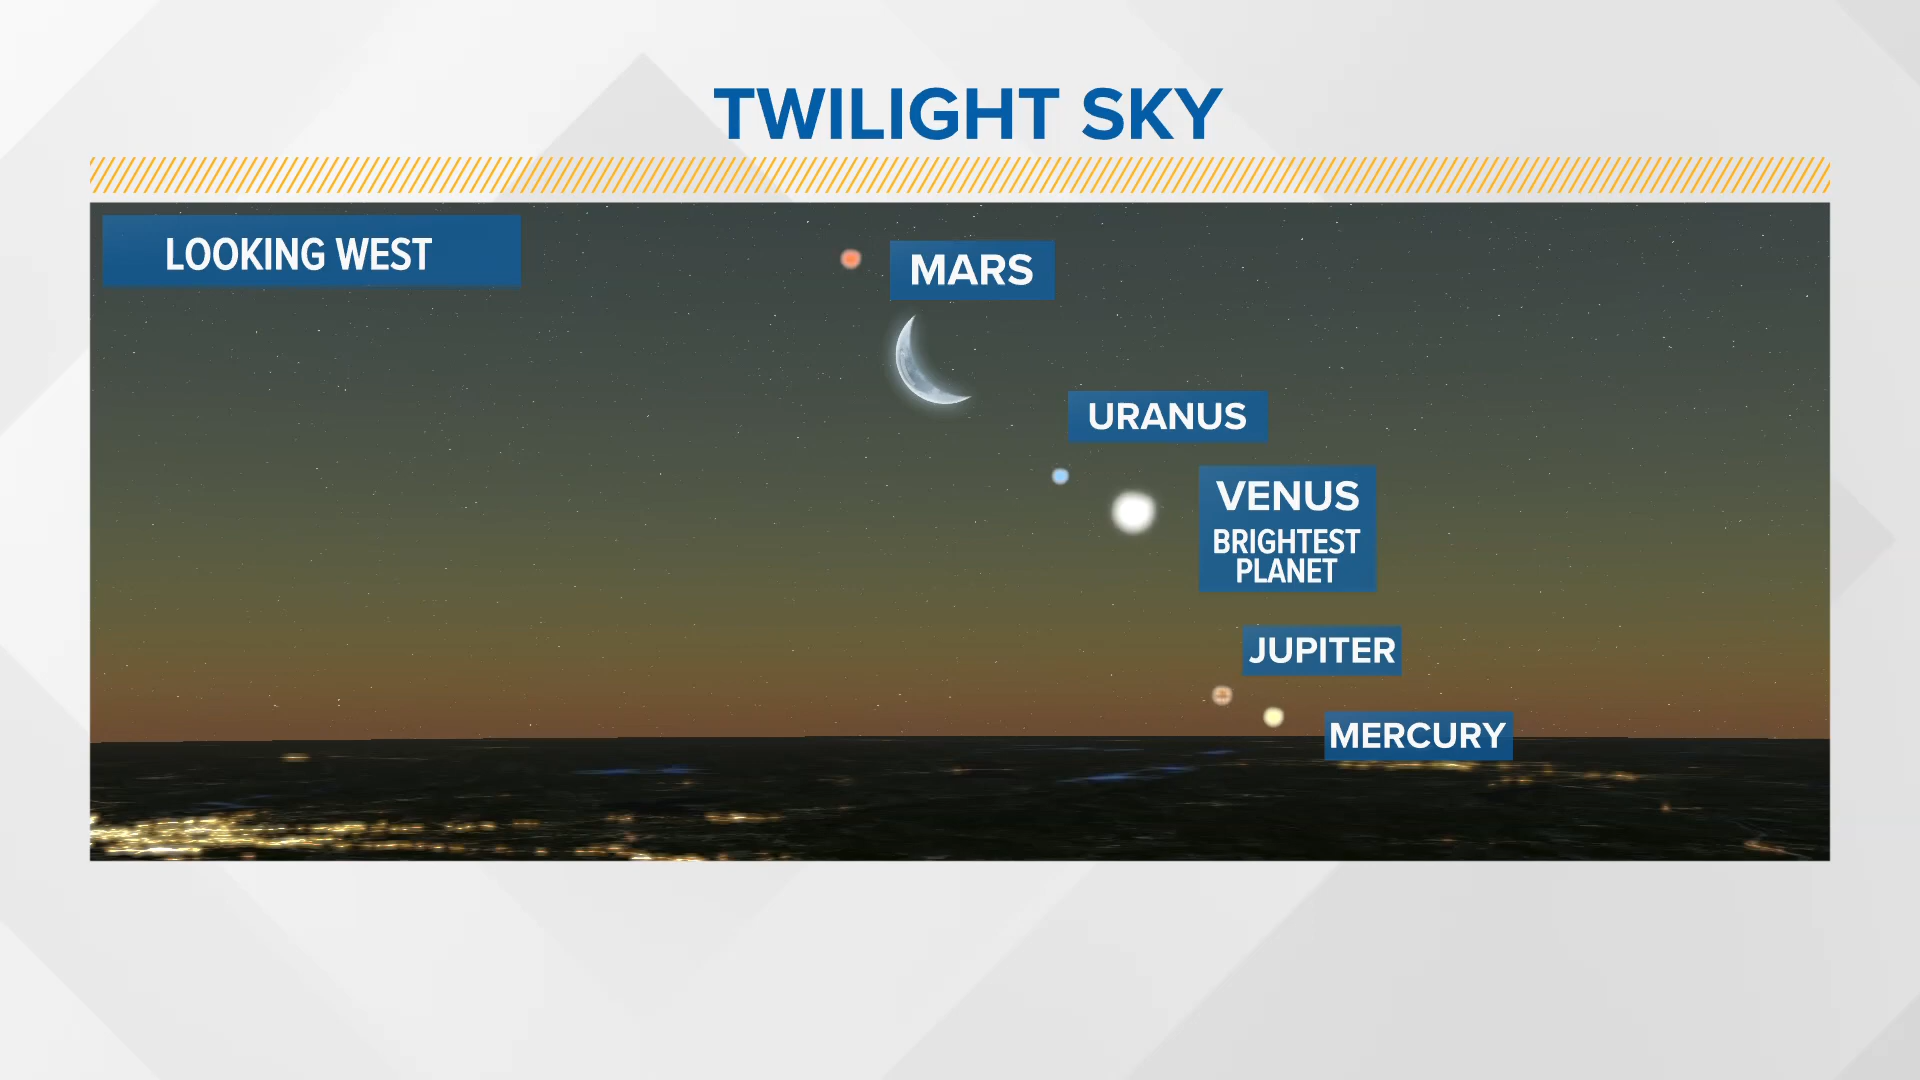 TWILIGHT SKY
LOOKING WEST
MARS
URANUS
VENUS
BRIGHTEST
PLANET
JUPITER
MERCURY